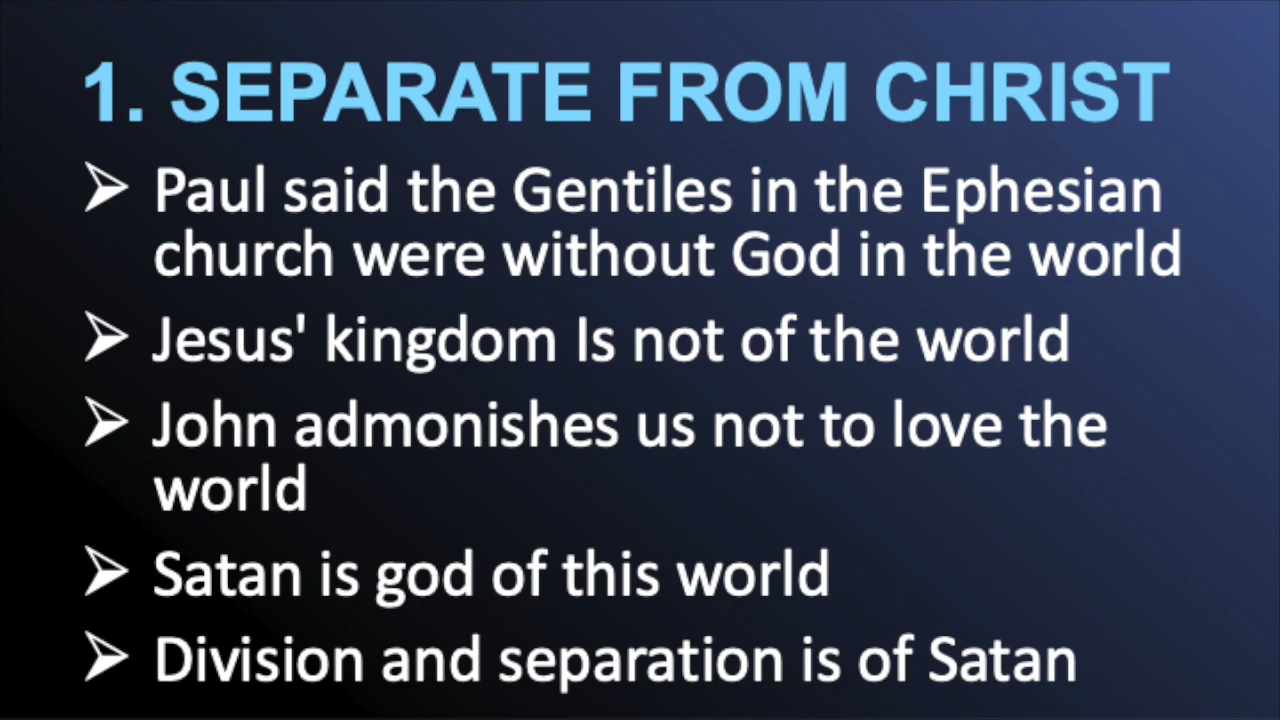 1. SEPARATE FROM CHRIST
➢ Paul said the Gentiles in the Ephesian
church were without God in the world
➢ Jesus' kingdom Is not of the world
➢ John admonishes us not to love the
world
➢ Satan is god of this world
➢ Division and separation is of Satan